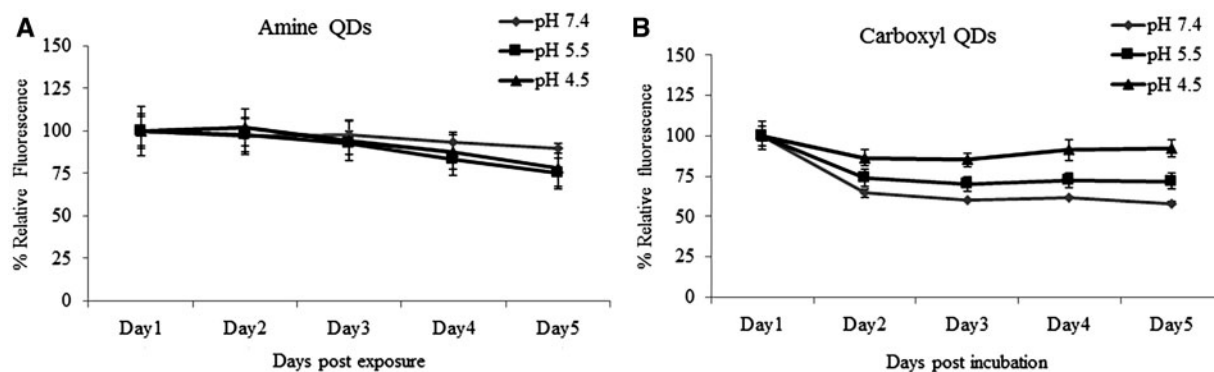 A
Amine QDs
pH 7.4
pH 5.5
pH 4.5
150
125
100
75
50
25
0
% Relative Fluorescence
Day1 Day2 Day3 Day4 Day5
Days post exposure
B
Carboxyl QDs
pH 7.4
pH 5.5
pH 4.5
150
125
100
75
50
25
0
% Relative fluorescence
Day1 Day2 Day3 Day4 Day5
Days post incubation